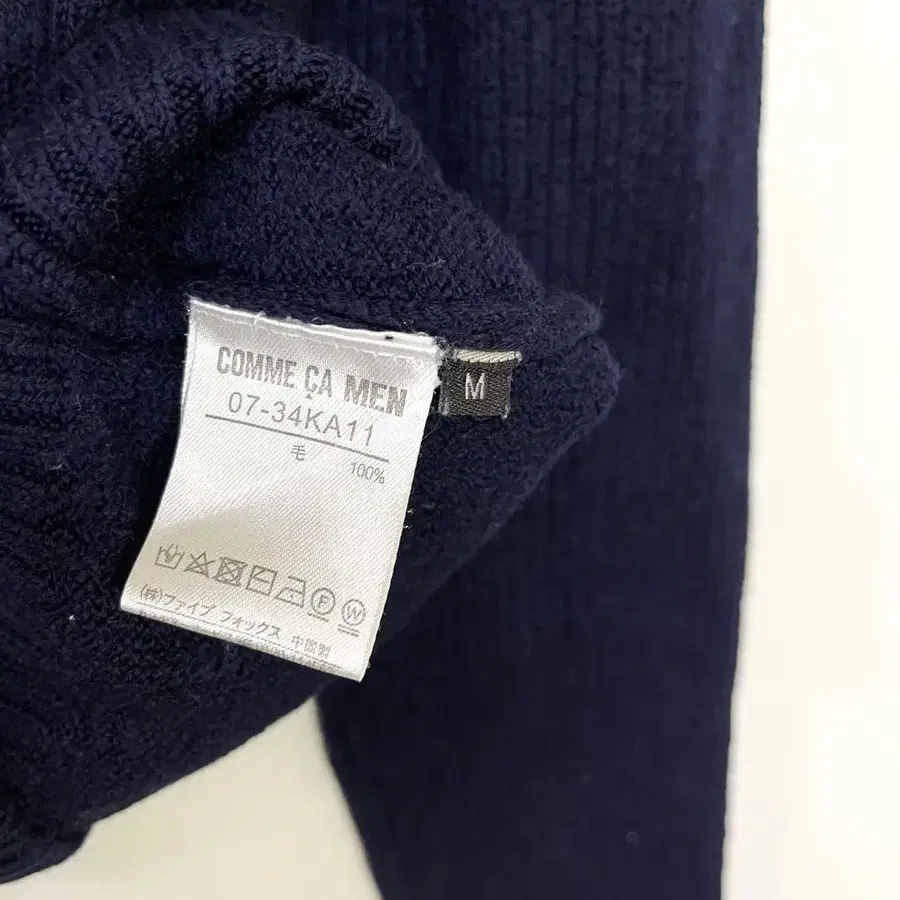 COMME ÇA MEN
07-34KA11
毛 100%
M
F W
(株)ファイブ フォックス 中国製